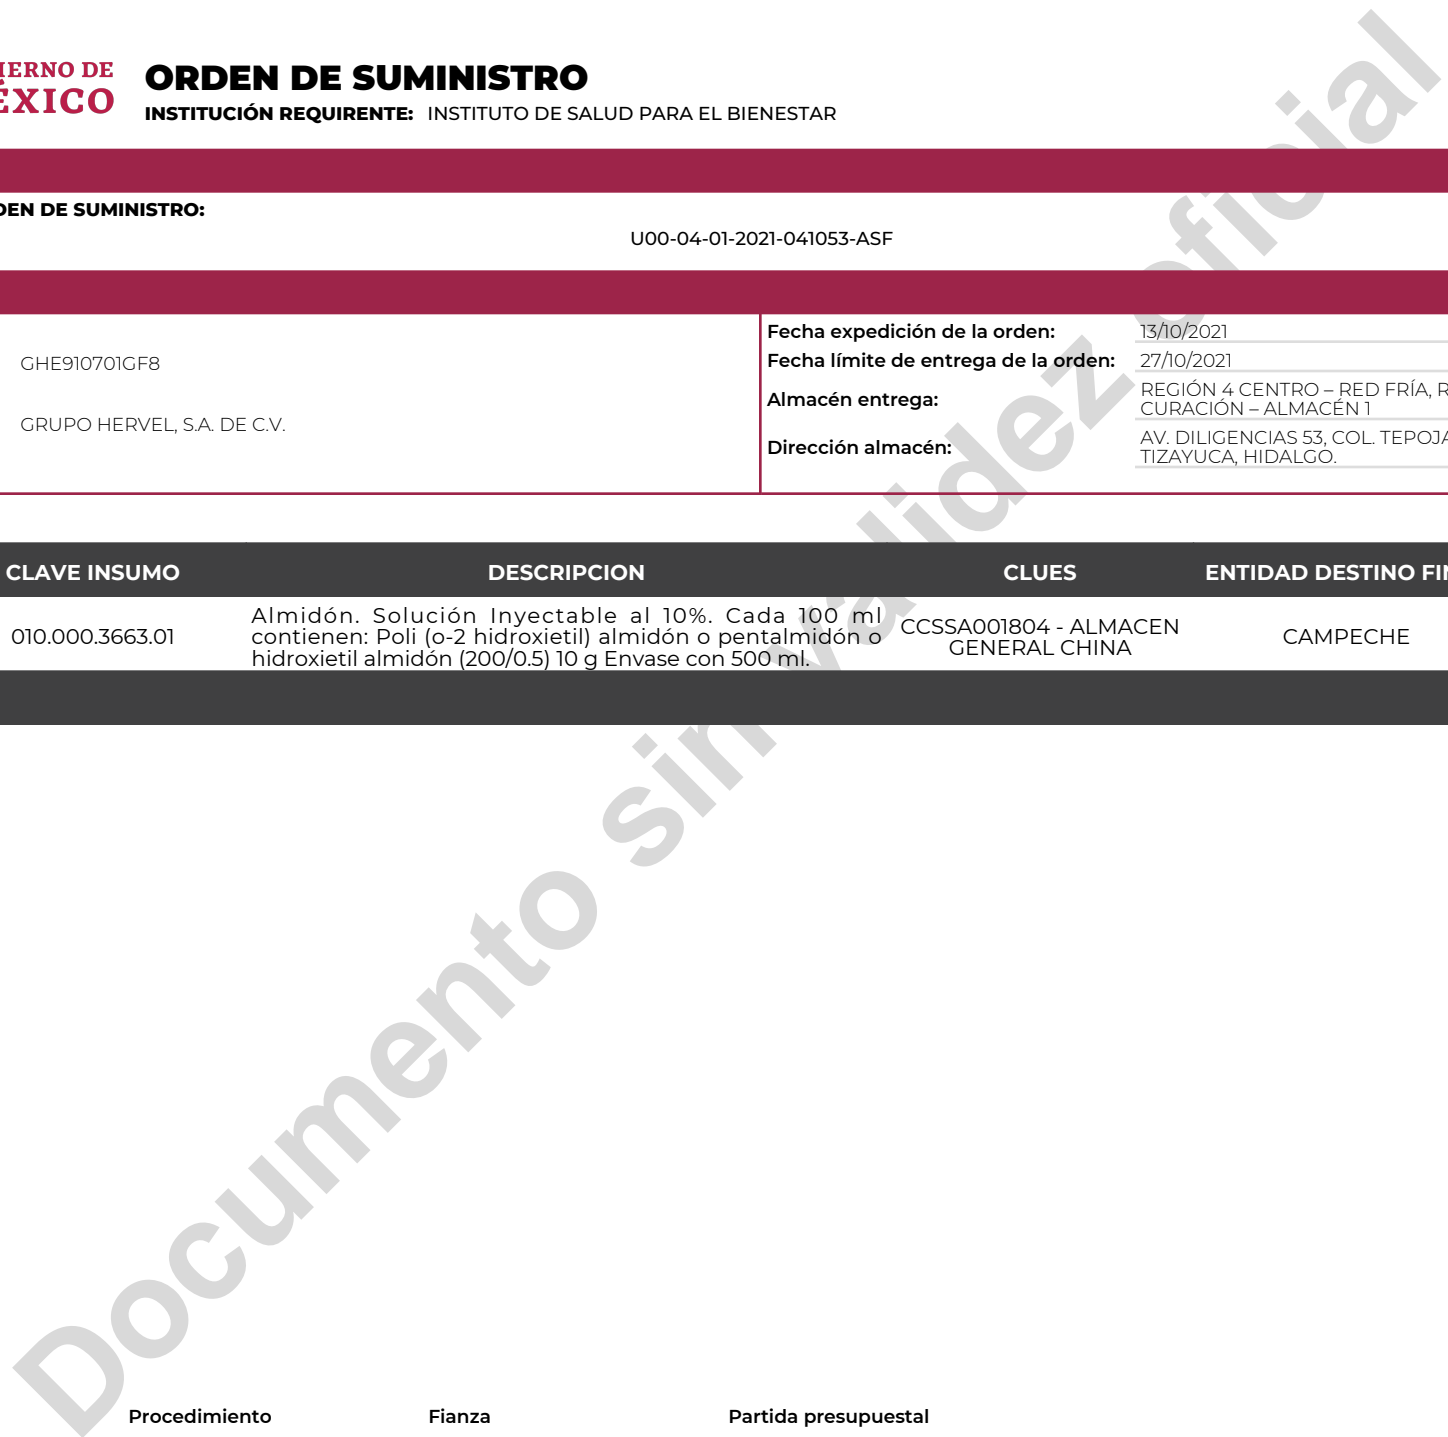 IERNO DE
ÉXICO
ORDEN DE SUMINISTRO
INSTITUCIÓN REQUIRENTE: INSTITUTO DE SALUD PARA EL BIENESTAR
DEN DE SUMINISTRO:
U00-04-01-2021-041053-ASF
GHE910701GF8
GRUPO HERVEL, S.A. DE C.V.
Fecha expedición de la orden: 13/10/2021
Fecha límite de entrega de la orden: 27/10/2021
Almacén entrega: REGIÓN 4 CENTRO – RED FRÍA, R
CURACIÓN – ALMACÉN 1
Dirección almacén: AV. DILIGENCIAS 53, COL. TEPOJA
TIZAYUCA, HIDALGO.
CLAVE INSUMO DESCRIPCION CLUES ENTIDAD DESTINO FIN
010.000.3663.01
Almidón. Solución Inyectable al 10%. Cada 100 ml
contienen: Poli (o-2 hidroxietil) almidón o pentalmidón o
hidroxietil almidón (200/0.5) 10 g Envase con 500 ml.
CCSSA001804 - ALMACEN
GENERAL CHINA
CAMPECHE
Documento sin validez oficial
Procedimiento Fianza Partida presupuestal